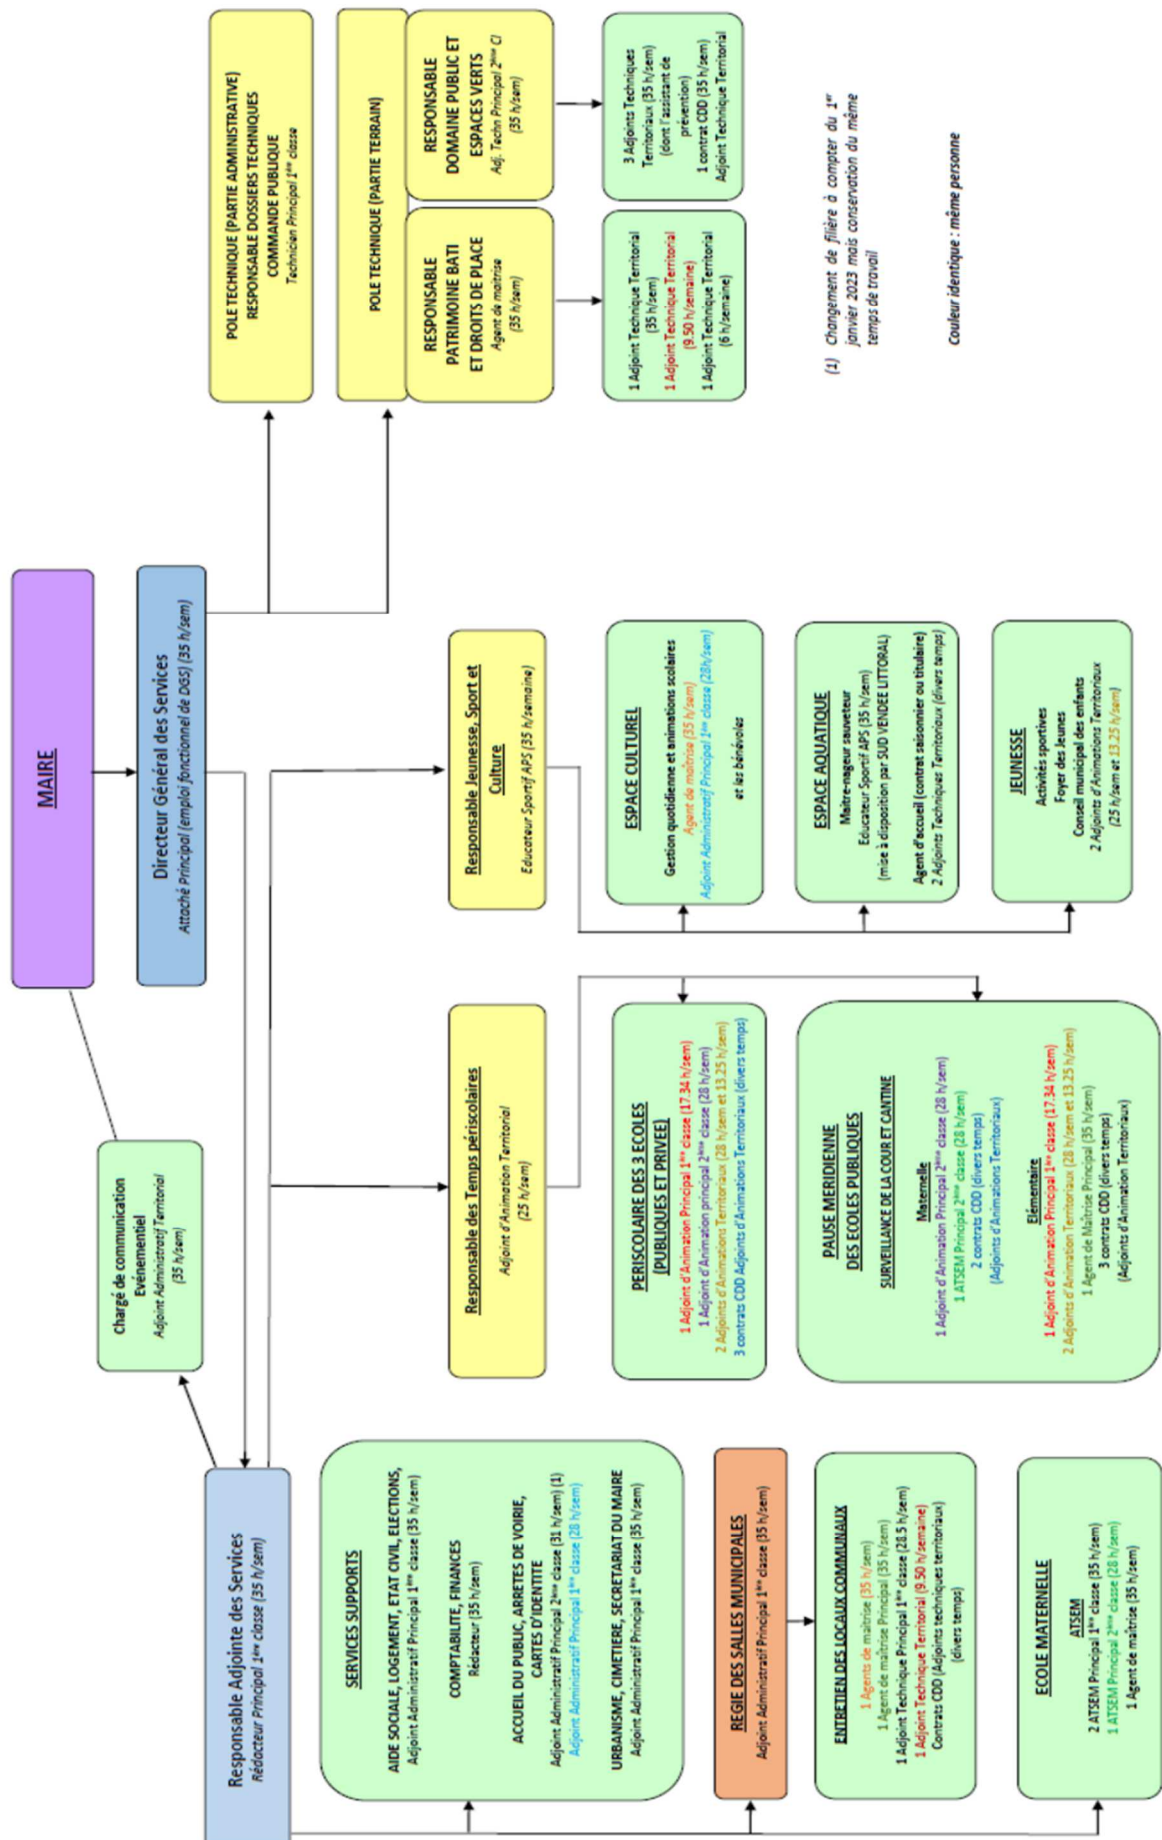 MAIRE
Directeur Général des Services
Attaché Principal (emploi fonctionnel de DGS) (35 h/sem)
Chargé de communication
Evénementiel
Adjoint Administratif Territorial
(35 h/sem)
Responsable Adjointe des Services
Rédacteur Principal 1ère classe (35 h/sem)
SERVICES SUPPORTS
AIDE SOCIALE, LOGEMENT, ETAT CIVIL, ELECTIONS,
Adjoint Administratif Principal 1ère classe (35 h/sem)
COMPTABILITE, FINANCES
Rédacteur (35 h/sem)
ACCUEIL DU PUBLIC, ARRETES DE VOIRIE,
CARTES D'IDENTITE
Adjoint Administratif Principal 2ème classe (31 h/sem) (1)
Adjoint Administratif Principal 1ère classe (28 h/sem)
URBANISME, CIMETIERE, SECRETARIAT DU MAIRE
Adjoint Administratif Principal 1ère classe (35 h/sem)
REGIE DES SALLES MUNICIPALES
Adjoint Administratif Principal 1ère classe (35 h/sem)
ENTRETIEN DES LOCAUX COMMUNAUX
1 Agents de maîtrise (35 h/sem)
1 Agent de maîtrise Principal (35 h/sem)
1 Adjoint Technique Principal 1ère classe (28.5 h/sem)
1 Adjoint Technique Territorial (9.50 h/semaine)
Contrats CDD (Adjoints techniques territoriaux)
(divers temps)
ECOLE MATERNELLE
ATSEM
2 ATSEM Principal 1ère classe (35 h/sem)
1 ATSEM Principal 2ème classe (28 h/sem)
1 Agent de maîtrise (35 h/sem)
Responsable des Temps périscolaires
Adjoint d'Animation Territorial
(25 h/sem)
PERISCOLAIRE DES 3 ECOLES
(PUBLIQUES ET PRIVEE)
1 Adjoint d'Animation Principal 1ère classe (17.34 h/sem)
1 Adjoint d'Animation principal 2ème classe (28 h/sem)
2 Adjoints d'Animations Territoriaux (28 h/sem et 13.25 h/sem)
3 contrats CDD Adjoints d'Animations Territoriaux (divers temps)
PAUSE MERIDIENNE
DES ECOLES PUBLIQUES
SURVEILLANCE DE LA COUR ET CANTINE
Maternelle
1 Adjoint d'Animation Principal 2ème classe (28 h/sem)
1 ATSEM Principal 2ème classe (28 h/sem)
2 contrats CDD (divers temps)
(Adjoints d'Animations Territoriaux)
Elémentaire
1 Adjoint d'Animation Principal 1ère classe (17.34 h/sem)
2 Adjoints d'Animation Territoriaux (28 h/sem et 13.25 h/sem)
1 Agent de Maîtrise Principal (35 h/sem)
3 contrats CDD (divers temps)
(Adjoints d'Animation Territoriaux)
Responsable Jeunesse, Sport et
Culture
Educateur Sportif APS (35 h/semaine)
ESPACE CULTUREL
Gestion quotidienne et animations scolaires
Agent de maîtrise (35 h/sem)
Adjoint Administratif Principal 1ère classe (28h/sem)
et les bénévoles
ESPACE AQUATIQUE
Maitre-nageur sauveteur
Educateur Sportif APS (35 h/sem)
(mise à disposition par SUD VENDEE LITTORAL)
Agent d'accueil (contrat saisonnier ou titulaire)
2 Adjoints Techniques Territoriaux (divers temps)
JEUNESSE
Activités sportives
Foyer des Jeunes
Conseil municipal des enfants
2 Adjoints d'Animations Territoriaux
(25 h/sem et 13.25 h/sem)
POLE TECHNIQUE (PARTIE ADMINISTRATIVE)
RESPONSABLE DOSSIERS TECHNIQUES
COMMANDE PUBLIQUE
Technicien Principal 1ère classe
POLE TECHNIQUE (PARTIE TERRAIN)
RESPONSABLE
PATRIMOINE BATI
ET DROITS DE PLACE
Agent de maitrise
(35 h/sem)
RESPONSABLE
DOMAINE PUBLIC ET
ESPACES VERTS
Adj. Techn Principal 2ème Cl
(35 h/sem)
1 Adjoint Technique Territorial
(35 h/sem)
1 Adjoint Technique Territorial
(9.50 h/semaine)
1 Adjoint Technique Territorial
(6 h/semaine)
3 Adjoints Techniques
Territoriaux (35 h/sem)
(dont l'assistant de
prévention)
1 contrat CDD (35 h/sem)
Adjoint Technique Territorial
(1) Changement de filière à compter du 1er
janvier 2023 mais conservation du même
temps de travail
Couleur identique : même personne